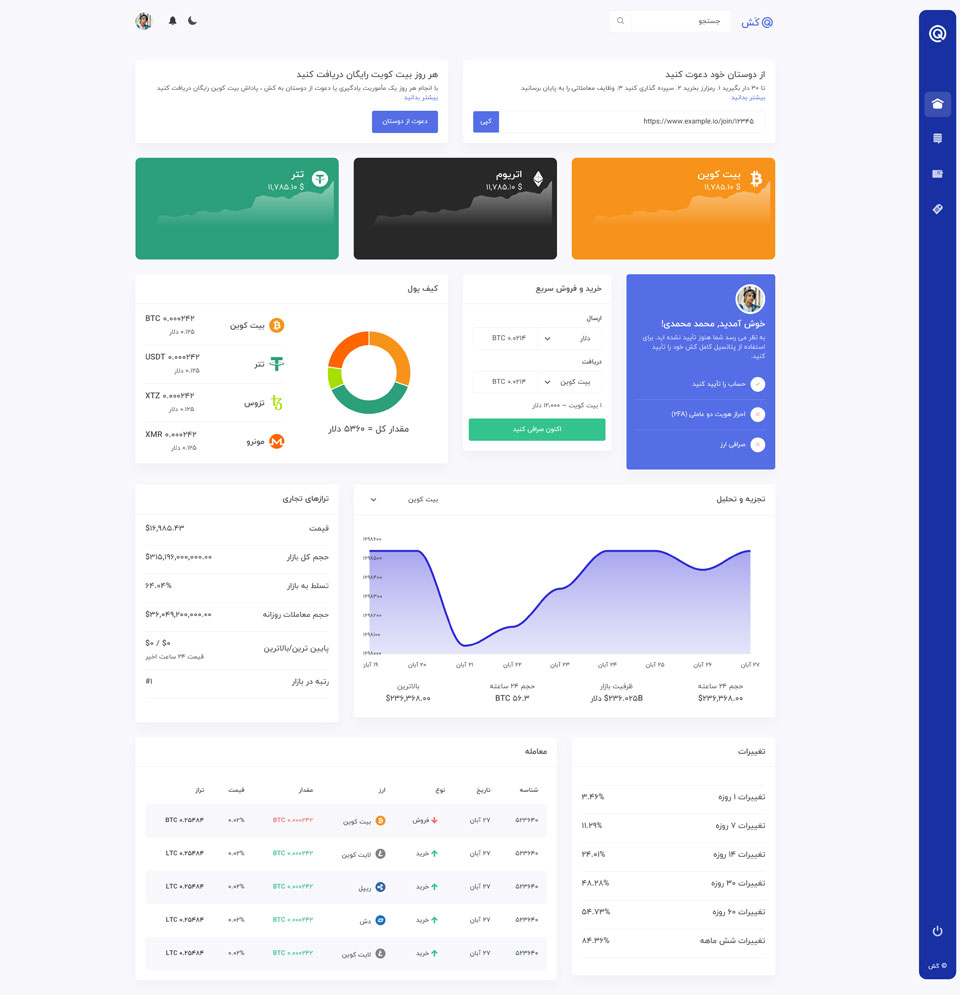 کَش
جستجو
از دوستان خود دعوت کنید
تا ۳۰ دار بگیرید ۱. رمزارز بخرید ۲. سپرده گذاری کنید ۳. وظایف معاملاتی را به پایان برسانید
بیشتر بدانید
https://www.example.io/join/۱۲۳۴۵
کپی
هر روز بیت کویت رایگان دریافت کنید
با انجام هر روز یک مأموریت یادگیری یا دعوت از دوستان به کش ، پاداش بیت کوین رایگان دریافت کنید
بیشتر بدانید
دعوت از دوستان
بیت کوین
۱۱,۷۸۵.۱۰ $
اتریوم
۱۱,۷۸۵.۱۰ $
تتر
۱۱,۷۸۵.۱۰ $
خوش آمدید, محمد محمدی!
به نظر می رسد شما هنوز تأیید نشده اید. برای
استفاده از پتانسیل کامل کش خود را تأیید
کنید.
حساب را تأیید کنید
احراز هویت دو عاملی (۲FA)
صرافی ارز
خرید و فروش سریع
ارسال
دلار
BTC ۰.۰۲۱۴
دریافت
بیت کوین
BTC ۰.۰۲۱۴
۱ بیت کویت ~ ۱۲,۰۰۰ دلار
اکنون صرافی کنید
کیف پول
مقدار کل = ۵۳۶۰ دلار
بیت کوین
BTC ۰.۰۰۰۲۴۲
۰.۱۲۵ دلار
تتر
USDT ۰.۰۰۰۲۴۲
۰.۱۲۵ دلار
تزوس
XTZ ۰.۰۰۰۲۴۲
۰.۱۲۵ دلار
مونرو
XMR ۰.۰۰۰۲۴۲
۰.۱۲۵ دلار
تجزیه و تحلیل
بیت کوین
۱۲۹۸۶۰۰
۱۲۹۸۵۰۰
۱۲۹۸۴۰۰
۱۲۹۸۳۰۰
۱۲۹۸۲۰۰
۱۲۹۸۱۰۰
۱۲۹۸۰۰۰
۲۷ آبان
۲۶ آبان
۲۵ آبان
۲۴ آبان
۲۳ آبان
۲۲ آبان
۲۱ آبان
۲۰ آبان
۱۹ آبان
حجم ۲۴ ساعته
$۲۳۶,۳۶۸.۰۰
ظرفیت بازار
$۲۳۶.۰۲۵B دلار
حجم ۲۴ ساعته
BTC ۵۶.۳
بالاترین
$۲۳۶,۳۶۸.۰۰
ترازهای تجاری
قیمت
$۱۶,۹۸۵.۴۳
حجم کل بازار
$۳۱۵,۱۹۶,۰۰۰,۰۰۰.۰۰
تسلط به بازار
۶۴.۰۴%
حجم معاملات روزانه
$۳۶,۰۴۹,۲۰۰,۰۰۰.۰۰
پایین ترین/بالاترین
$۰ / $۰
قیمت ۲۴ ساعت اخیر
رتبه در بازار
#۱
تغییرات
تغییرات ۱ روزه
۳.۴۶%
تغییرات ۷ روزه
۱۱.۲۹%
تغییرات ۱۴ روزه
۲۴.۰۱%
تغییرات ۳۰ روزه
۴۸.۲۸%
تغییرات ۶۰ روزه
۵۴.۷۳%
تغییرات شش ماهه
۸۴.۳۶%
معامله
شناسه تاریخ نوع ارز مقدار قیمت تراز
۵۲۳۶۴۰ ۲۷ آبان فروش بیت کوین BTC ۰.۰۰۰۲۴۲ ۰.۰۲% BTC ۰.۲۵۴۸۴
۵۲۳۶۴۰ ۲۷ آبان خرید لایت کوین BTC ۰.۰۰۰۲۴۲ ۰.۰۲% LTC ۰.۲۵۴۸۴
۵۲۳۶۴۰ ۲۷ آبان خرید ریپل BTC ۰.۰۰۰۲۴۲ ۰.۰۲% LTC ۰.۲۵۴۸۴
۵۲۳۶۴۰ ۲۷ آبان خرید دش BTC ۰.۰۰۰۲۴۲ ۰.۰۲% LTC ۰.۲۵۴۸۴
۵۲۳۶۴۰ ۲۷ آبان خرید لایت کوین BTC ۰.۰۰۰۲۴۲ ۰.۰۲% LTC ۰.۲۵۴۸۴
© کَش